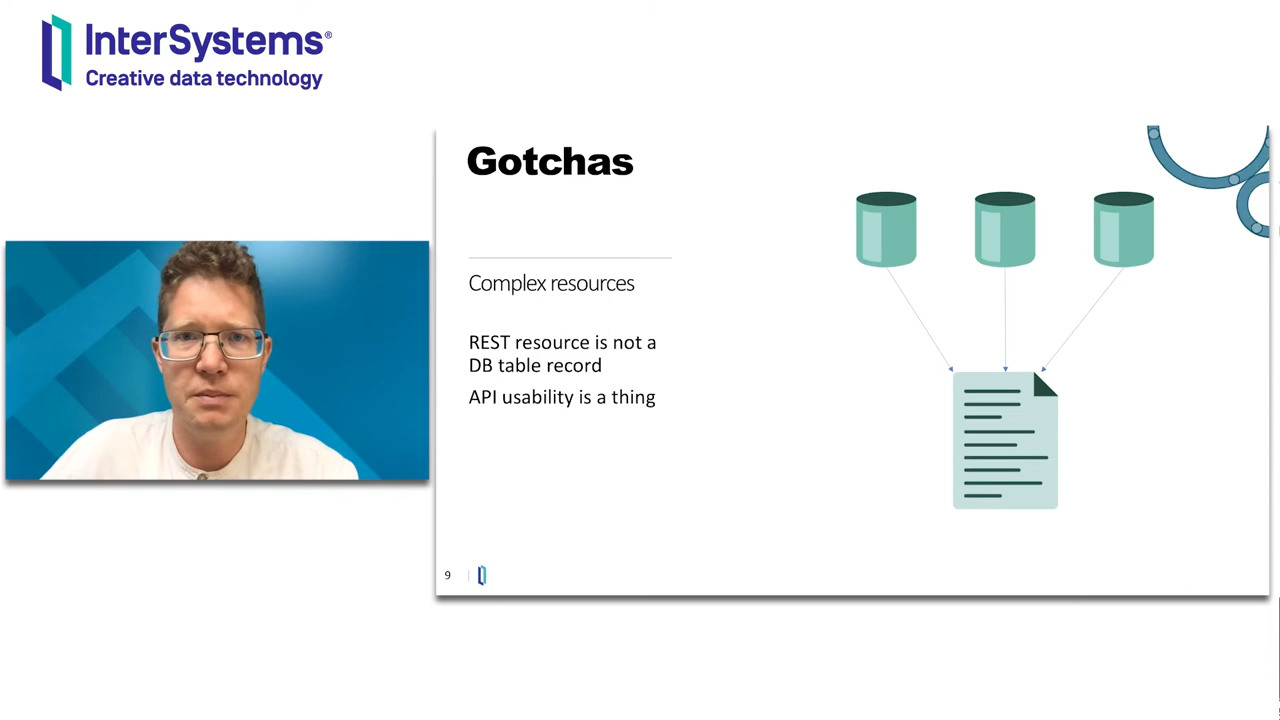 InterSystems®
Creative data technology
Gotchas
Complex resources
REST resource is not a
DB table record
API usability is a thing
9